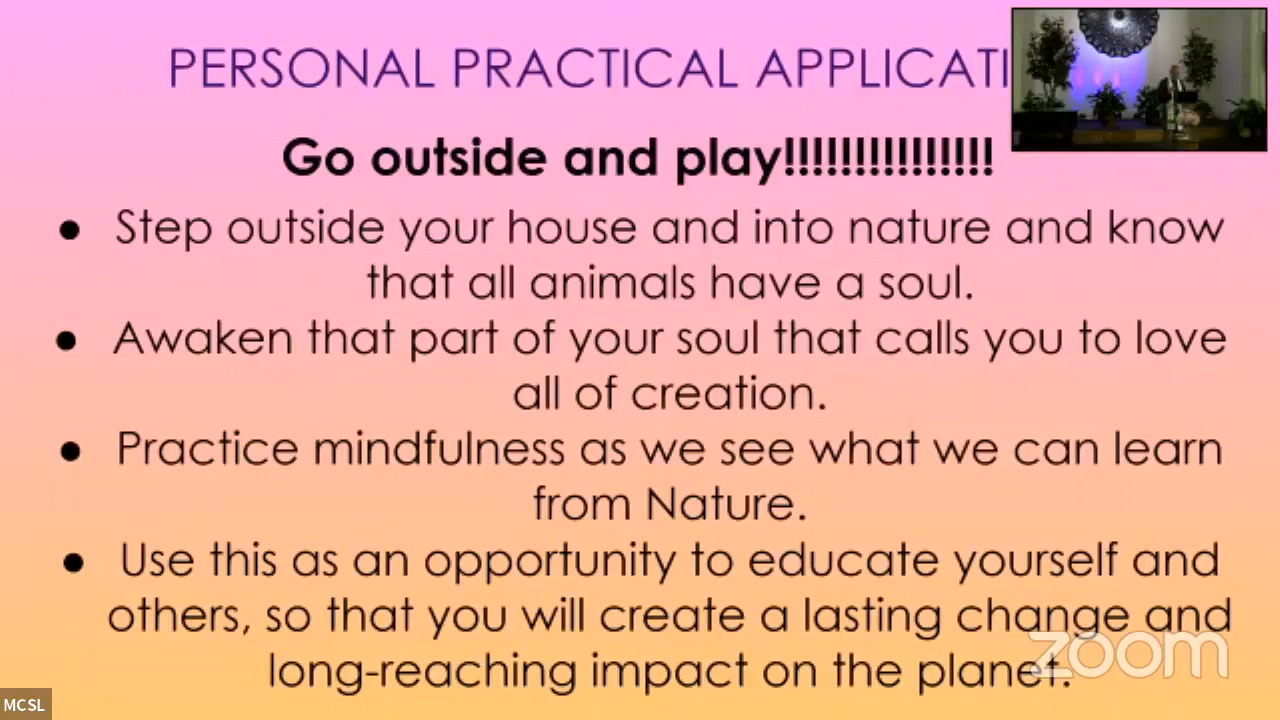 PERSONAL PRACTICAL APPLICATI
Go outside and play!!!!!!!!!!!!!!!
● Step outside your house and into nature and know
that all animals have a soul.
● Awaken that part of your soul that calls you to love
all of creation.
● Practice mindfulness as we see what we can learn
from Nature.
● Use this as an opportunity to educate yourself and
others, so that you will create a lasting change and
long-reaching impact on the planet.
zoom
MCSL